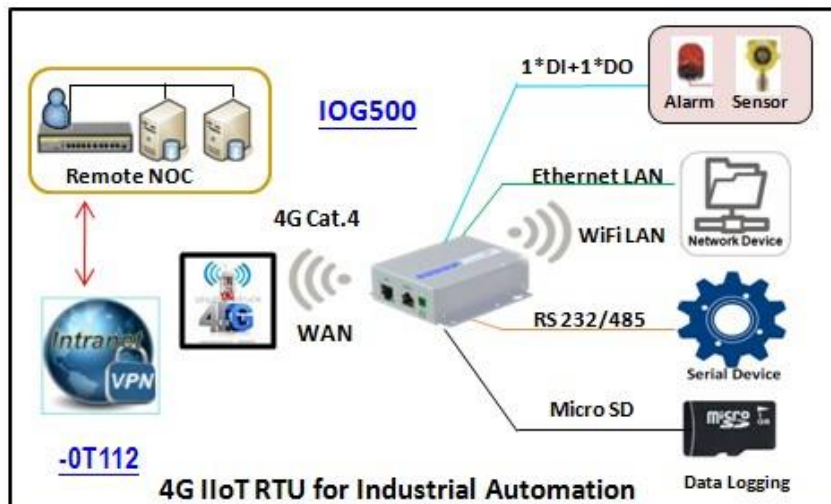 1*DI+1*DO
Alarm Sensor
IOG500
Remote NOC
Ethernet LAN
4G Cat.4
WiFi LAN
Network Device
4G
WAN
Intranet
VPN
RS 232/485
Serial Device
Micro SD
micro
SD
-0T112
4G IIoT RTU for Industrial Automation
Data Logging